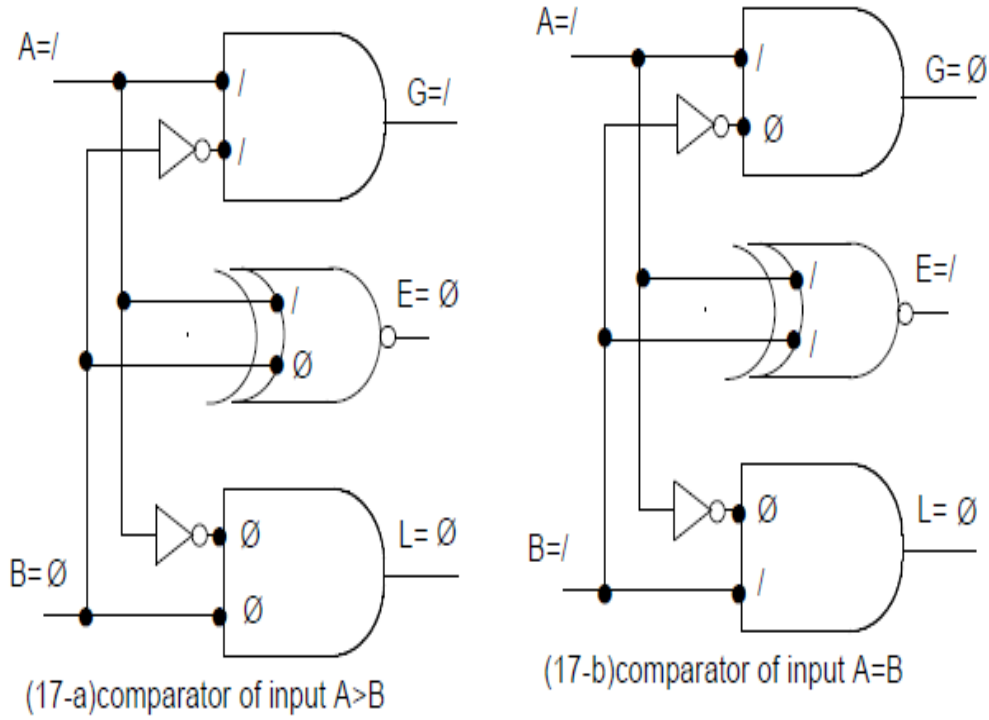 A=/
/
G=/
/
/
E= Ø
Ø
Ø
L= Ø
B= Ø
Ø
(17-a)comparator of input A>B
A=/
/
G= Ø
Ø
/
E=/
/
Ø
L= Ø
B=/
/
(17-b)comparator of input A=B